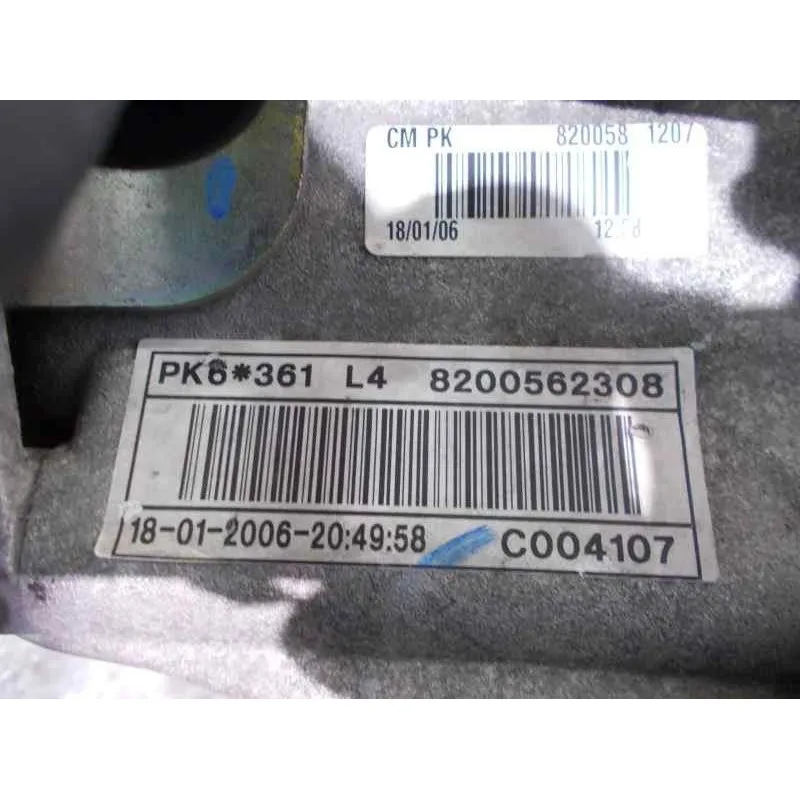 CM PK 820058 1207
18/01/06
PK6*361 L4 8200562308
18-01-2006-20:49:58 C004107